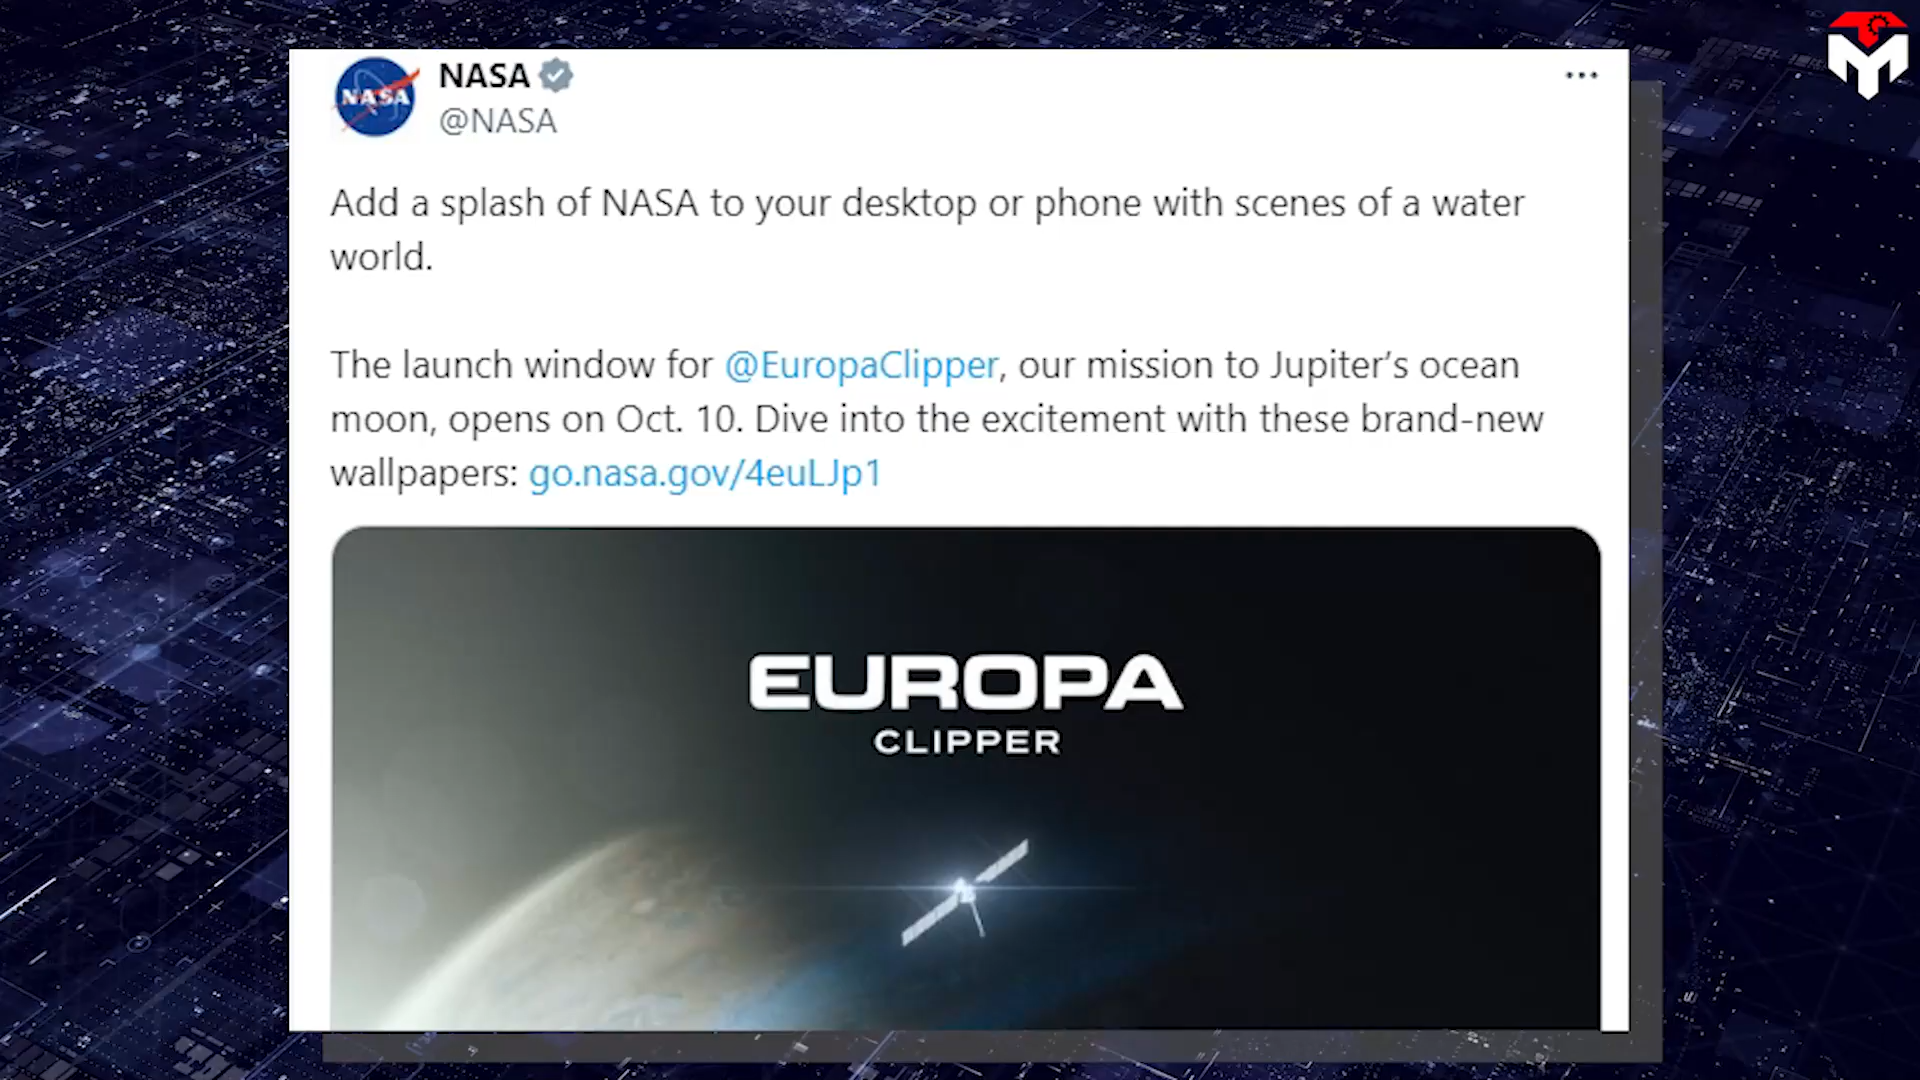 NASA
NASA
@NASA
Add a splash of NASA to your desktop or phone with scenes of a water
world.
The launch window for @EuropaClipper, our mission to Jupiter’s ocean
moon, opens on Oct. 10. Dive into the excitement with these brand-new
wallpapers: go.nasa.gov/4euLJp1
EUROPA
CLIPPER